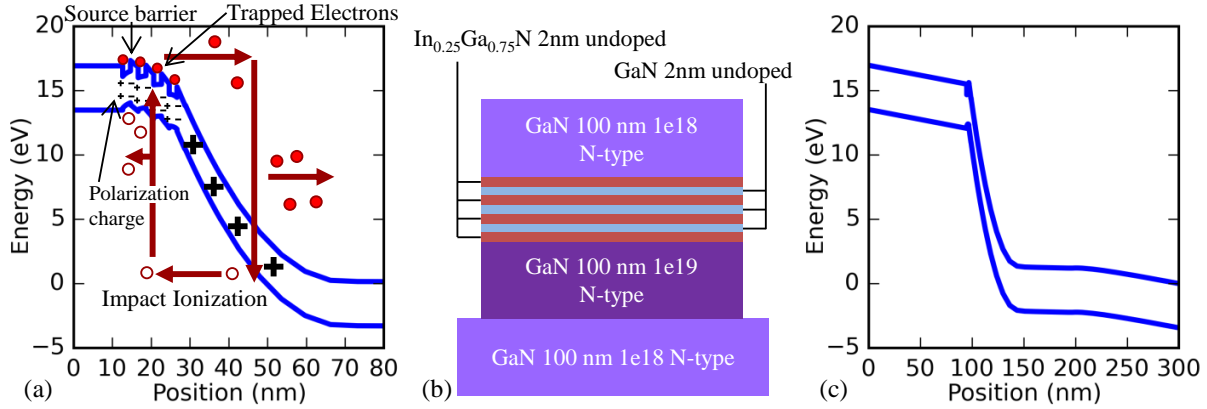 Source barrier
Trapped Electrons
20
15
10
5
0
−5
Energy (eV)
Polarization
charge
Impact Ionization
0 10 20 30 40 50 60 70 80
Position (nm)
(a)
In0.25Ga0.75N 2nm undoped
GaN 2nm undoped
GaN 100 nm 1e18
N-type
GaN 100 nm 1e19
N-type
GaN 100 nm 1e18 N-type
(b)
20
15
10
5
0
−5
Energy (eV)
0 50 100 150 200 250 300
Position (nm)
(c)